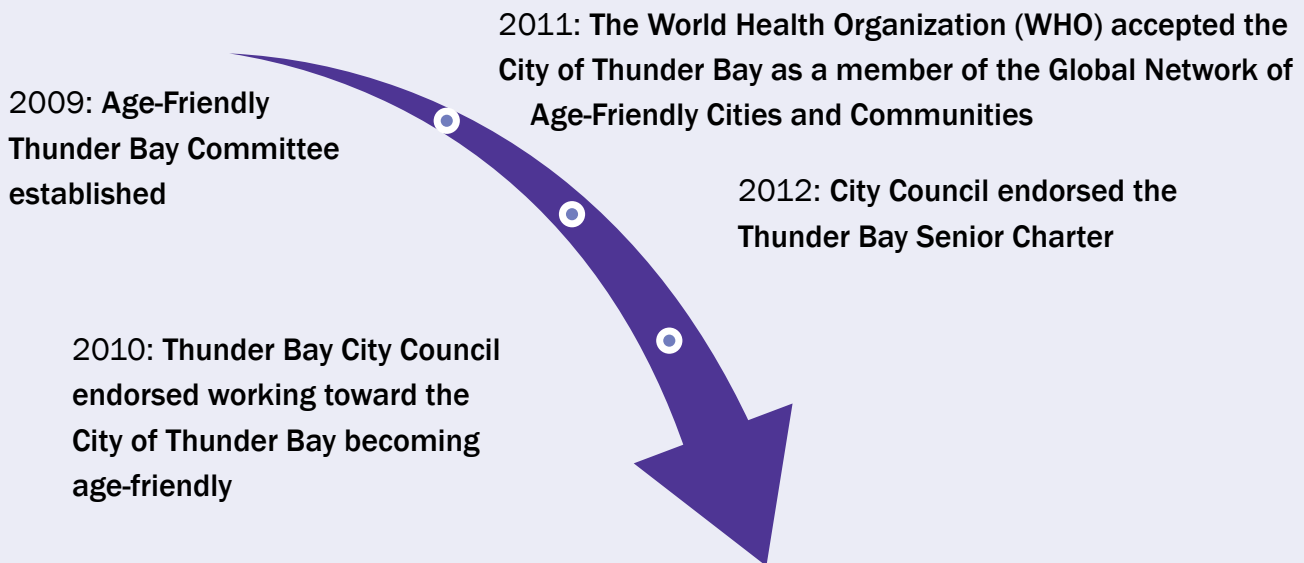 2009: Age-Friendly
Thunder Bay Committee
established
2010: Thunder Bay City Council
endorsed working toward the
City of Thunder Bay becoming
age-friendly
2011: The World Health Organization (WHO) accepted the
City of Thunder Bay as a member of the Global Network of
Age-Friendly Cities and Communities
2012: City Council endorsed the
Thunder Bay Senior Charter